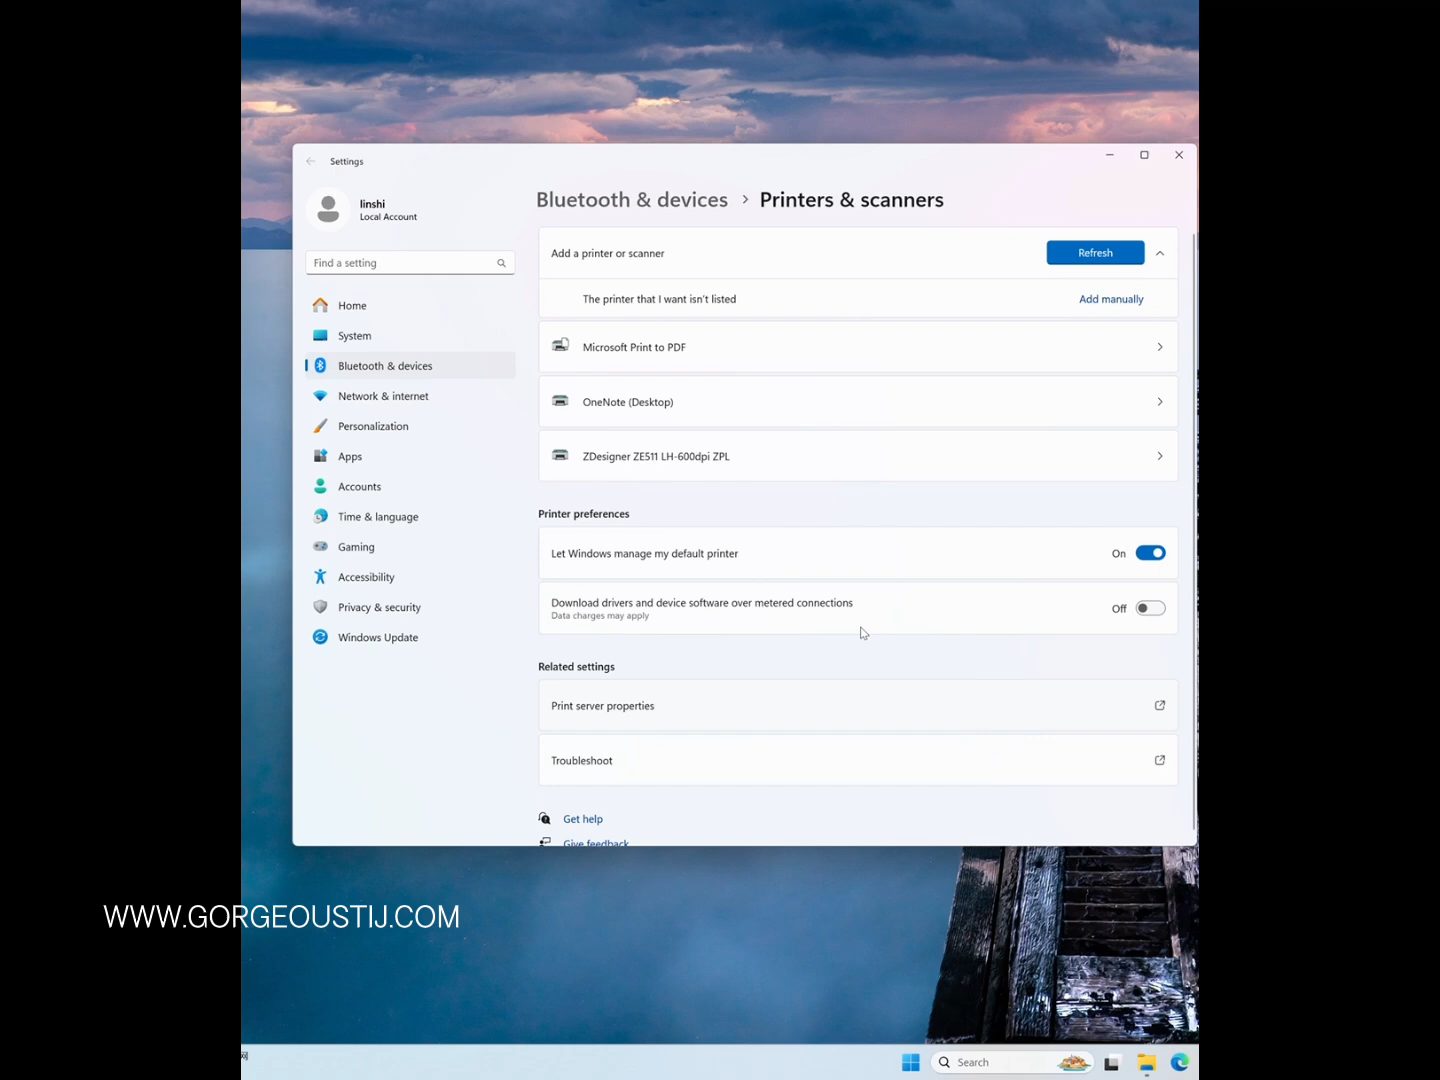 Settings
linshi
Local Account
Bluetooth & devices > Printers & scanners
Find a setting
Add a printer or scanner
Refresh
The printer that I want isn't listed
Add manually
Home
System
Bluetooth & devices
Network & internet
Personalization
Apps
Accounts
Time & language
Gaming
Accessibility
Privacy & security
Windows Update
Microsoft Print to PDF
OneNote (Desktop)
ZDesigner ZE511 LH-600dpi ZPL
Printer preferences
Let Windows manage my default printer
On
Download drivers and device software over metered connections
Data charges may apply
Off
Related settings
Print server properties
Troubleshoot
Get help
Give feedback
WWW.GORGEOUSTIJ.COM
Search